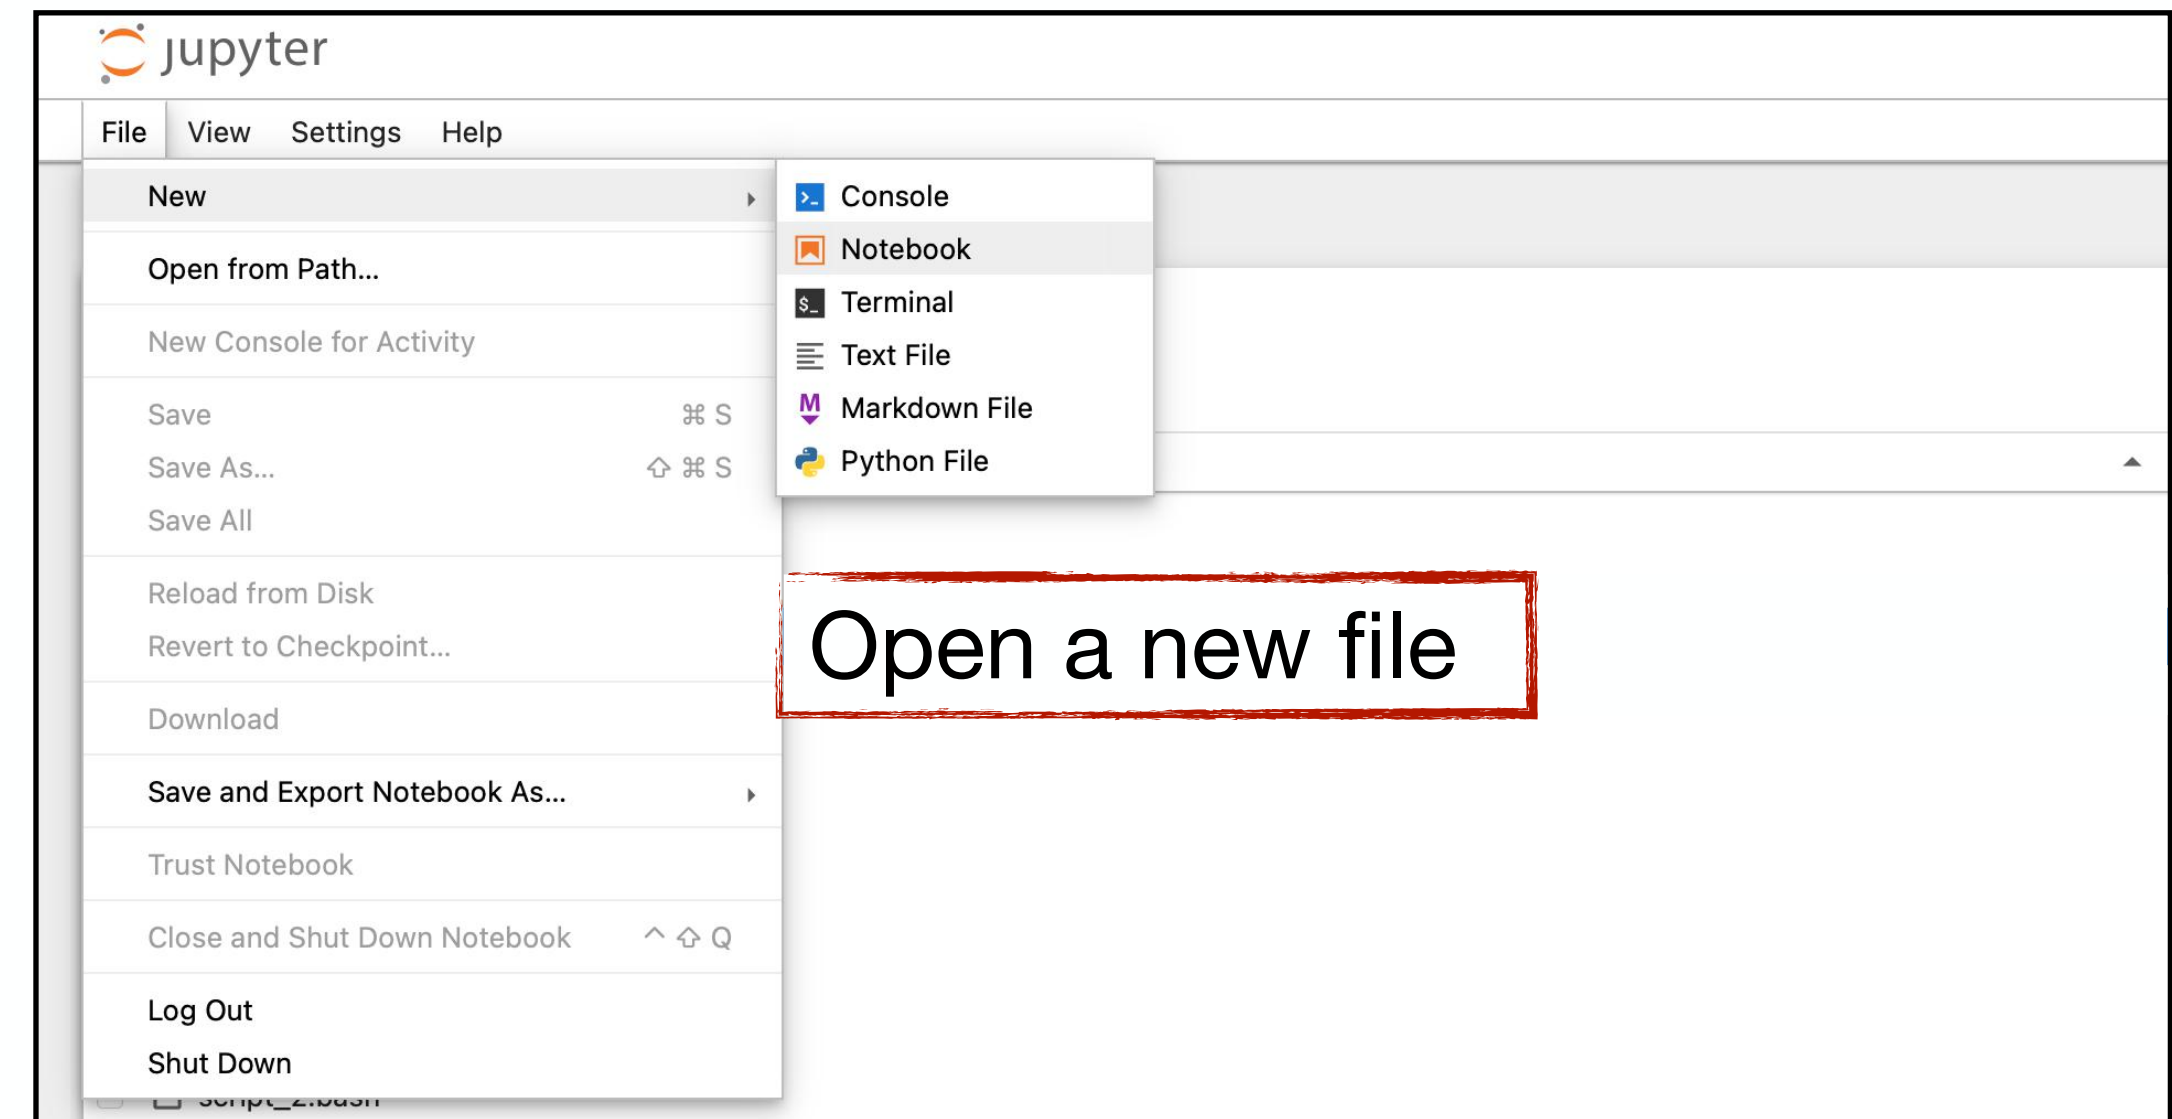 jupyter
File View Settings Help
New
Open from Path...
New Console for Activity
Save ⌘ S
Save As... ⇧ ⌘ S
Save All
Reload from Disk
Revert to Checkpoint...
Download
Save and Export Notebook As...
Trust Notebook
Close and Shut Down Notebook ^ ⇧ Q
Log Out
Shut Down
script_2.bash
Console
Notebook
$_ Terminal
Text File
M Markdown File
Python File
Open a new file